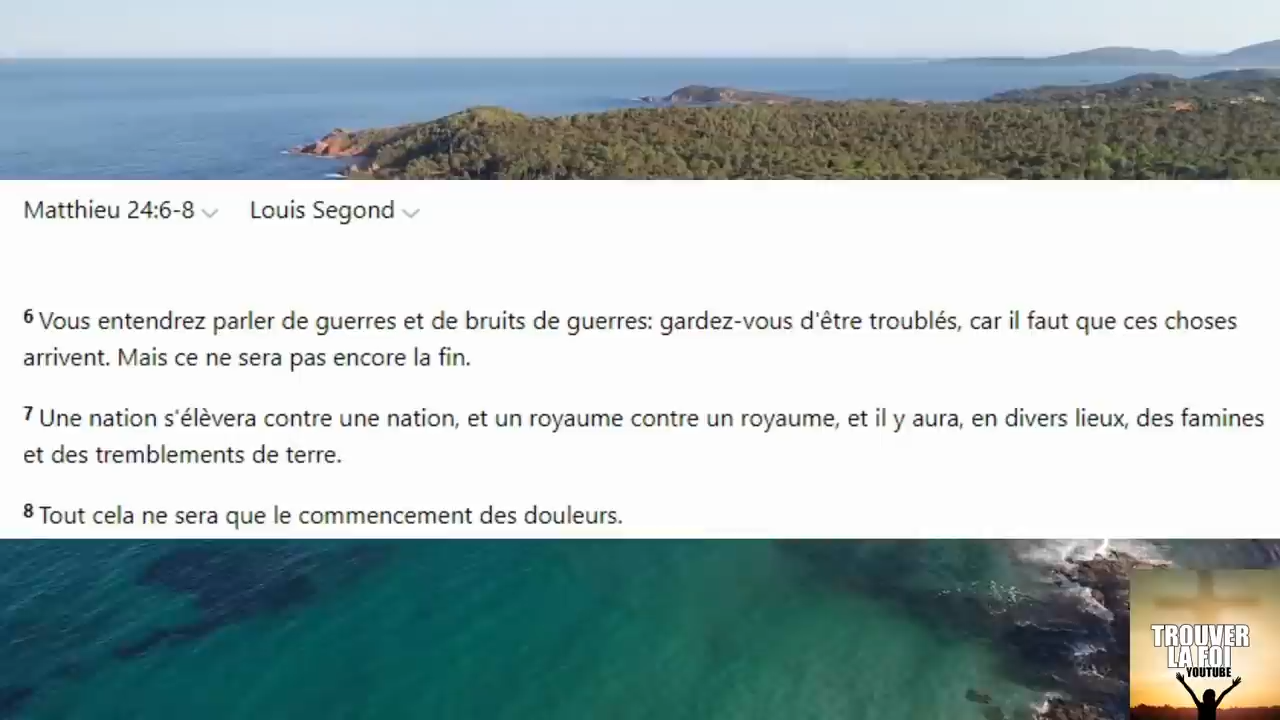 Matthieu 24:6-8 Louis Segond
6 Vous entendrez parler de guerres et de bruits de guerres: gardez-vous d'être troublés, car il faut que ces choses
arrivent. Mais ce ne sera pas encore la fin.
7 Une nation s'élèvera contre une nation, et un royaume contre un royaume, et il y aura, en divers lieux, des famines
et des tremblements de terre.
8 Tout cela ne sera que le commencement des douleurs.
TROUVER
LA FOI
YOUTUBE